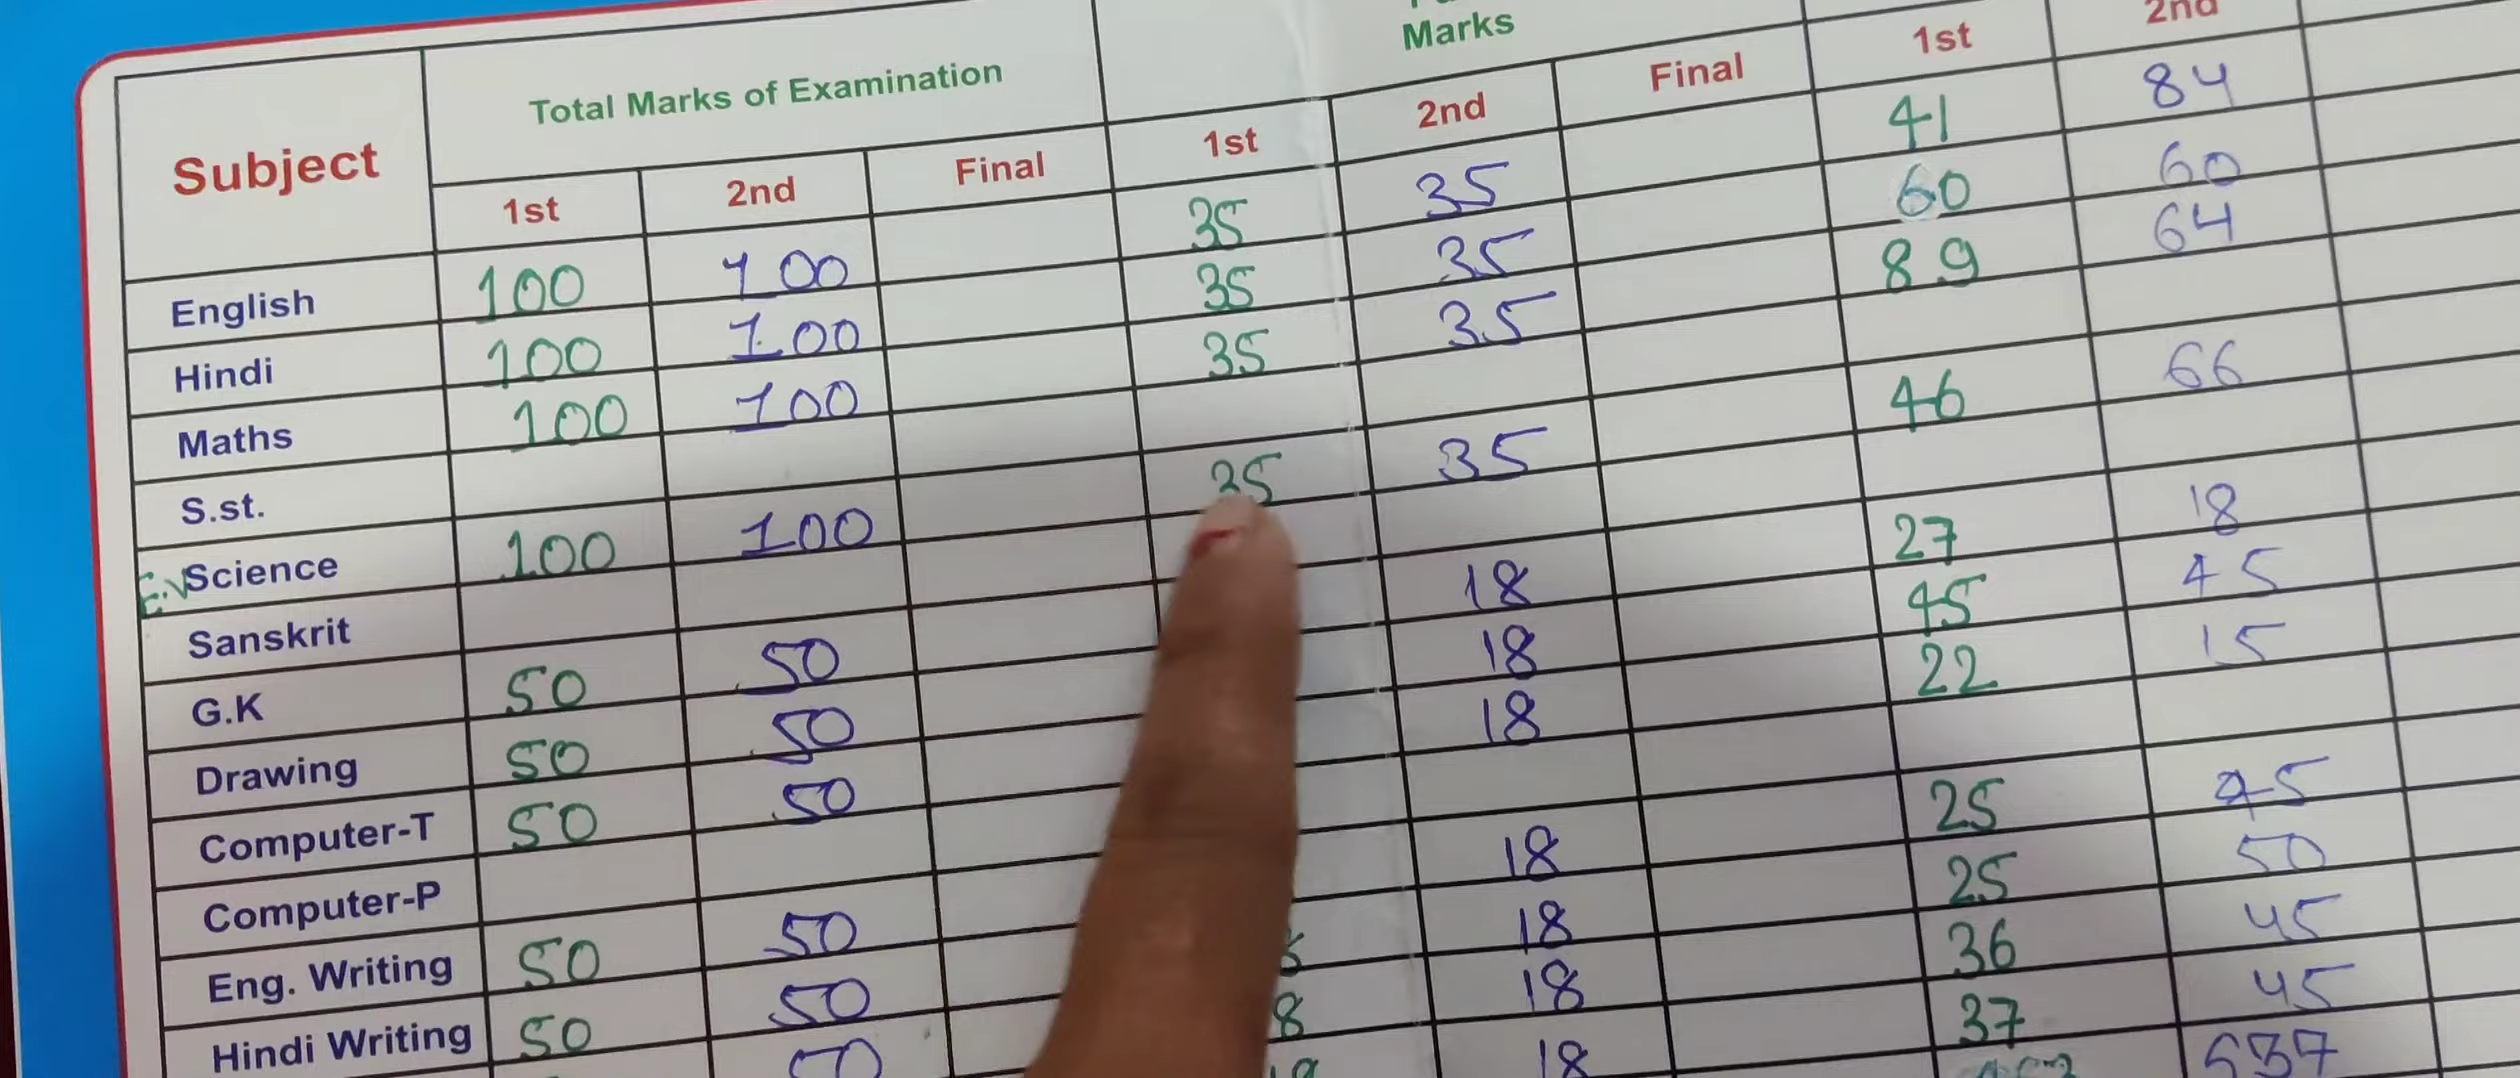 Marks
Subject Total Marks of Examination
1st 2nd Final 1st 2nd Final 1st 2nd
English 100 100 35 35 41 84
Hindi 100 100 35 35 60 60
Maths 100 100 35 35 89 64
S.st.
E.V Science 100 100 35 35 46 66
Sanskrit
G.K 50 50 18 27 18
Drawing 50 50 18 45 45
Computer-T 50 50 18 22 15
Computer-P
Eng. Writing 50 50 18 25 45
Hindi Writing 50 50 18 25 50
50 18 36 45
18 37 45
537